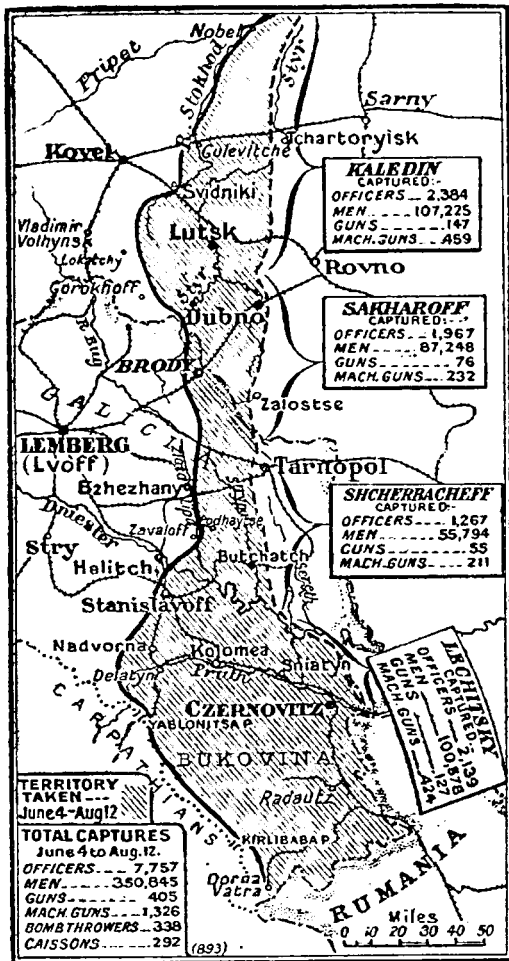 Nobel
Pripet
Stokhod
Styr
Sarny
Tchartoryisk
Kovel
Gulevitche
KALEDIN
CAPTURED:-
OFFICERS 2,384
MEN 107,225
GUNS 147
MACH. GUNS 459
Svidniki
Vladimir
Volhyns
Lutsk
Lokatchy
Rovno
Gorokhoff
SAKHAROFF
CAPTURED:-
OFFICERS 1,967
MEN 87,248
GUNS 76
MACH. GUNS 232
Dubno
R. Bug
BRODY
Zalostse
GALICIA
LEMBERG
(Lvoff)
Tarnopol
Bzhezhany
SHCHERBACHEFF
CAPTURED:-
OFFICERS 1,267
MEN 55,794
GUNS 55
MACH. GUNS 211
Dniester
Zavaloff
Podhaytse
Stry
Halitch
Butchatch
Stanislavoff
LECHITSKY
CAPTURED:-
OFFICERS 2,139
MEN 100,578
GUNS 127
MACH. GUNS 424
Nadvorna
Kolomea
Delatyn
Pruth
Sniatyn
CARPATHIANS
CZERNOVITZ
YABLONITSA P.
BUKOVINA
Radautz
TERRITORY
TAKEN
June 4-Aug 12
KIRLIBABA P.
TOTAL CAPTURES
June 4 to Aug. 12.
OFFICERS 7,757
MEN 350,845
GUNS 405
MACH. GUNS 1,326
BOMB THROWERS 338
CAISSONS 292
(893)
Dorna
Vatra
RUMANIA
Miles
0 10 20 30 40 50